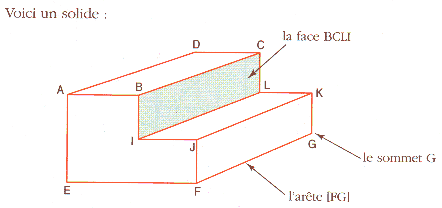 Voici un solide :
D
C
la face BCLI
A
B
L
K
I
J
G
le sommet G
E
F
l'arête [FG]